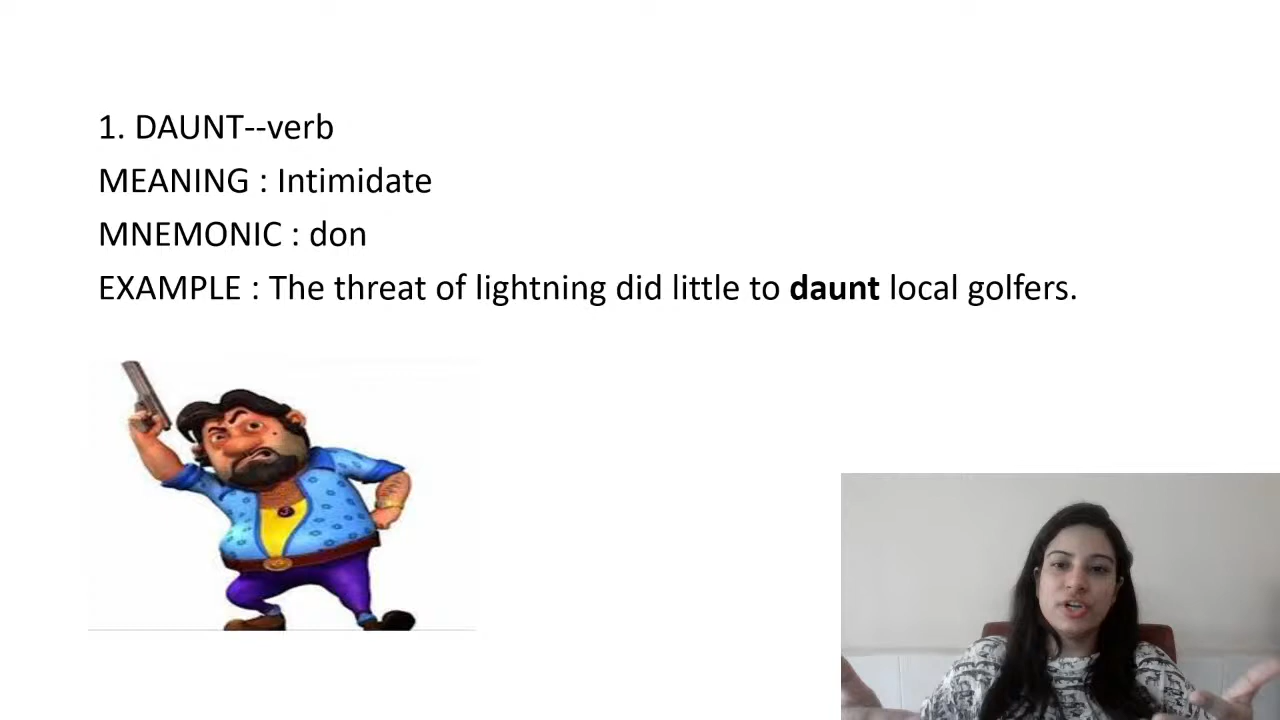 1. DAUNT--verb
MEANING : Intimidate
MNEMONIC : don
EXAMPLE : The threat of lightning did little to daunt local golfers.